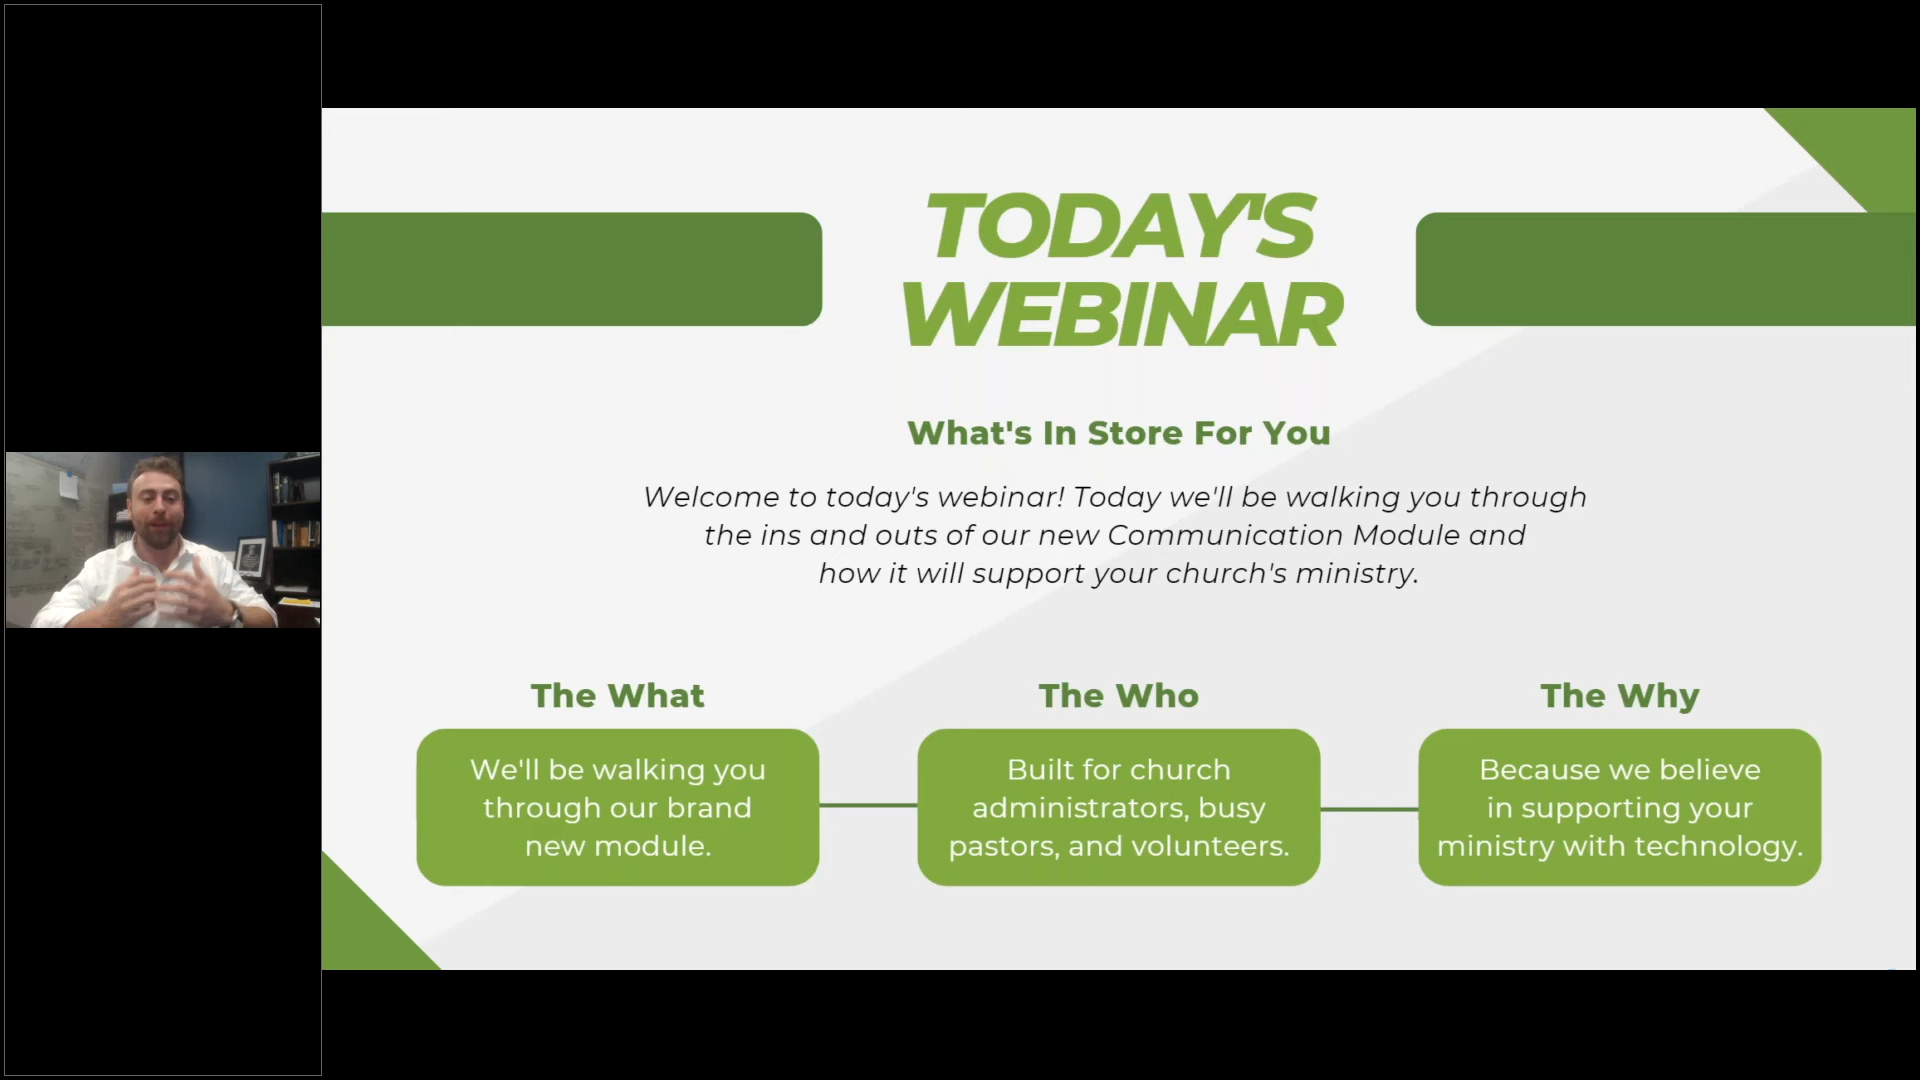 TODAY'S
WEBINAR
What's In Store For You
Welcome to today's webinar! Today we'll be walking you through
the ins and outs of our new Communication Module and
how it will support your church's ministry.
The What
We'll be walking you
through our brand
new module.
The Who
Built for church
administrators, busy
pastors, and volunteers.
The Why
Because we believe
in supporting your
ministry with technology.